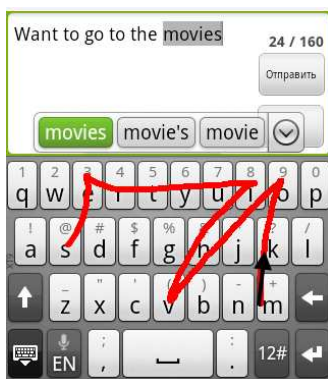 Want to go to the movies
24 / 160
Отправить
movies movie's movie
1 2 3 4 5 6 7 8 9 0
q w e r t y u i o p
! @ # $ % & * ? /
a s d f g h j k l
- " ' ( ) - +
z x c v b n m
EN ; , : . 12#